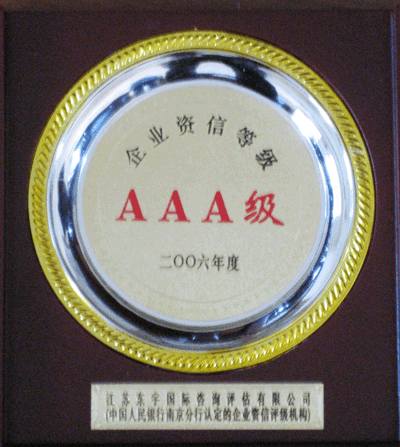 企业资信等级
AAA级
二〇〇六年度
江苏东宇国际咨询评估有限公司
(中国人民银行南京分行认定的企业资信评级机构)